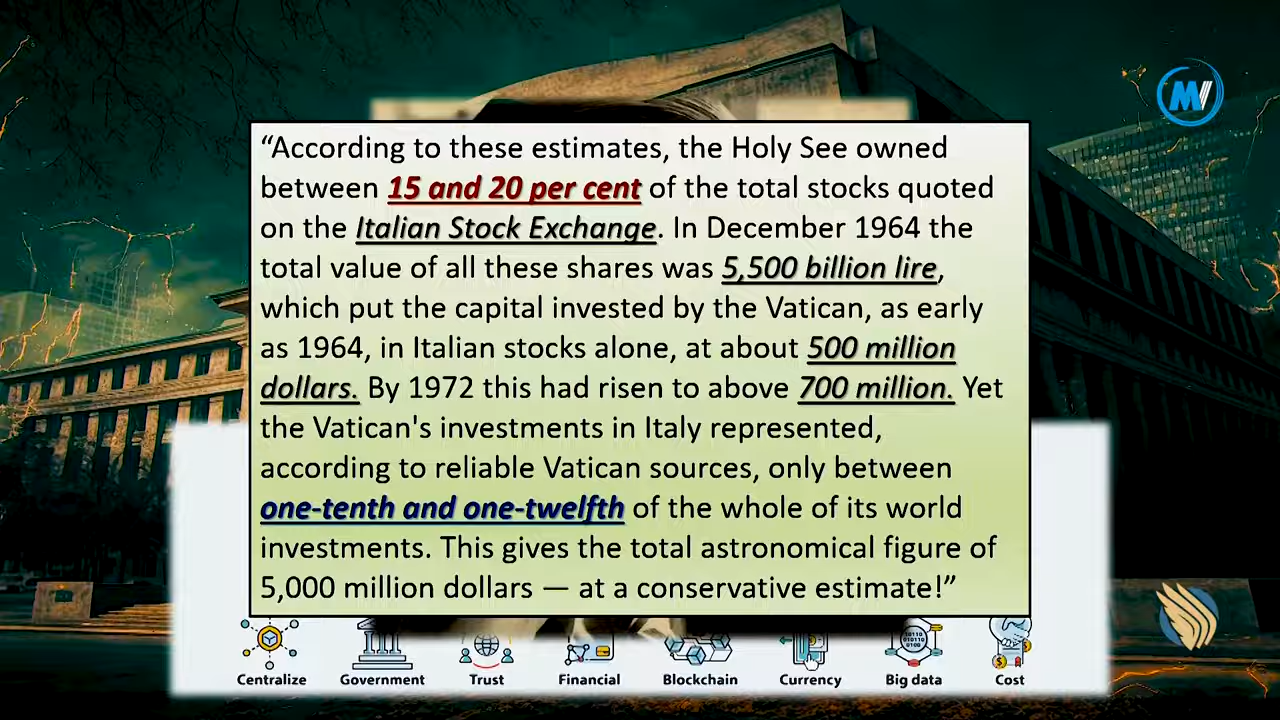 MV
“According to these estimates, the Holy See owned
between 15 and 20 per cent of the total stocks quoted
on the Italian Stock Exchange. In December 1964 the
total value of all these shares was 5,500 billion lire,
which put the capital invested by the Vatican, as early
as 1964, in Italian stocks alone, at about 500 million
dollars. By 1972 this had risen to above 700 million. Yet
the Vatican's investments in Italy represented,
according to reliable Vatican sources, only between
one-tenth and one-twelfth of the whole of its world
investments. This gives the total astronomical figure of
5,000 million dollars — at a conservative estimate!”
Centralize Government Trust Financial Blockchain Currency Big data Cost